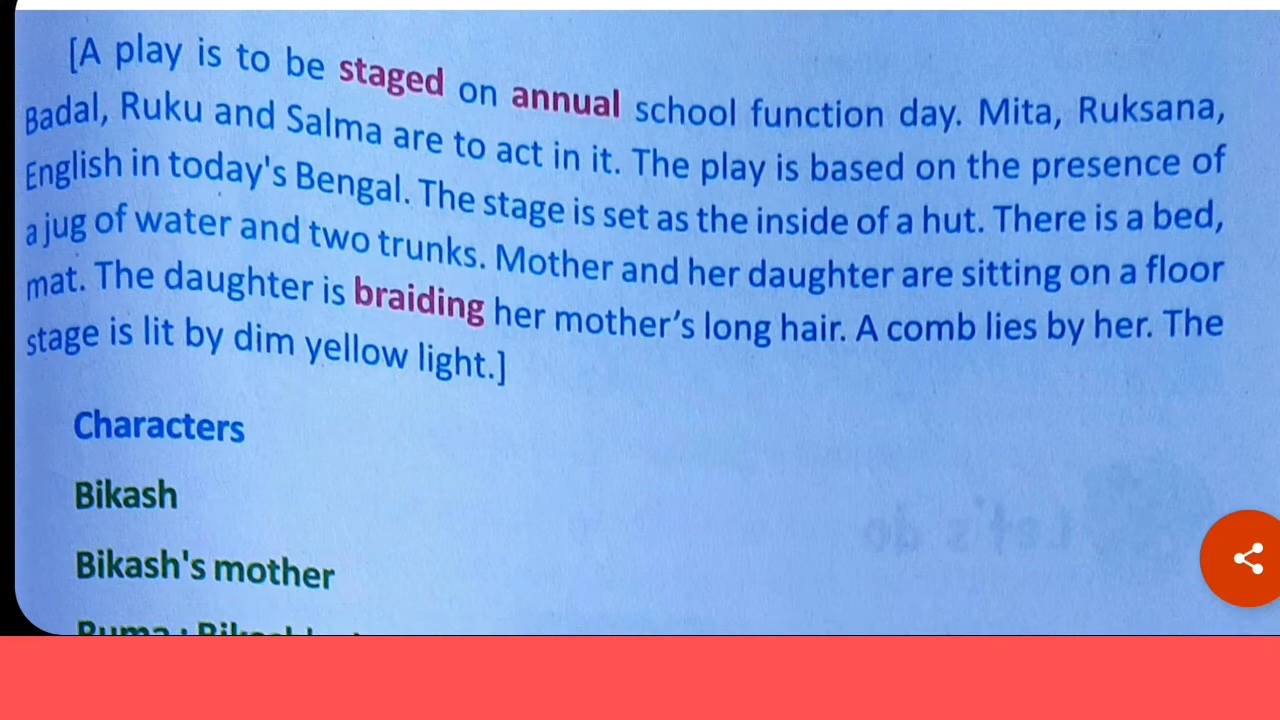 [A play is to be staged on annual school function day. Mita, Ruksana,
Badal, Ruku and Salma are to act in it. The play is based on the presence of
English in today's Bengal. The stage is set as the inside of a hut. There is a bed,
a jug of water and two trunks. Mother and her daughter are sitting on a floor
mat. The daughter is braiding her mother's long hair. A comb lies by her. The
stage is lit by dim yellow light.]
Characters
Bikash
Bikash's mother